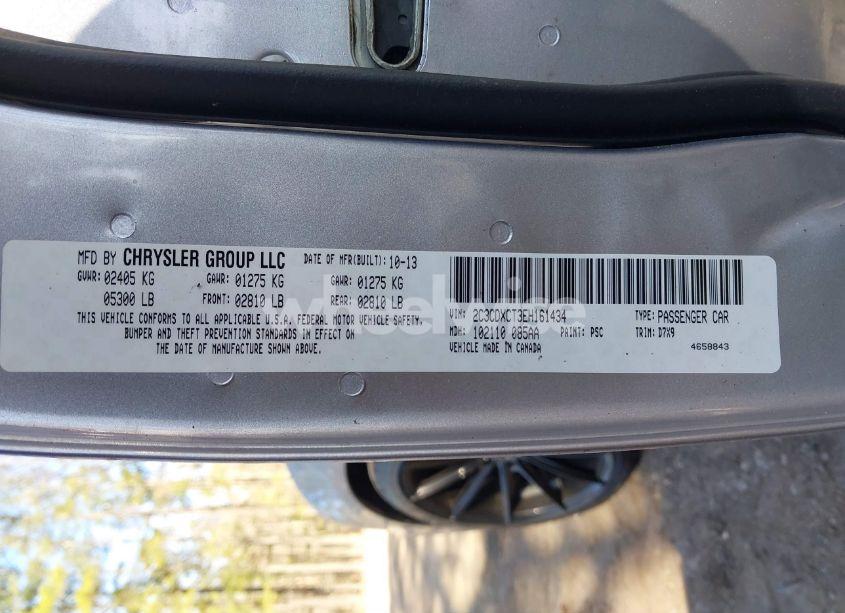 MFD BY CHRYSLER GROUP LLC DATE OF MFR(BUILT): 10-13
GVWR: 02405 KG GAWR: 01275 KG GAWR: 01275 KG
05300 LB FRONT: 02810 LB REAR: 02810 LB
THIS VEHICLE CONFORMS TO ALL APPLICABLE U.S.A. FEDERAL MOTOR VEHICLE SAFETY,
BUMPER AND THEFT PREVENTION STANDARDS IN EFFECT ON
THE DATE OF MANUFACTURE SHOWN ABOVE.
VIN: 2C3CDXCT3EH161434 TYPE: PASSENGER CAR
MDH: 102110 085AA PAINT: PSC TRIM: D7X9
VEHICLE MADE IN CANADA 4658843
wheelwise